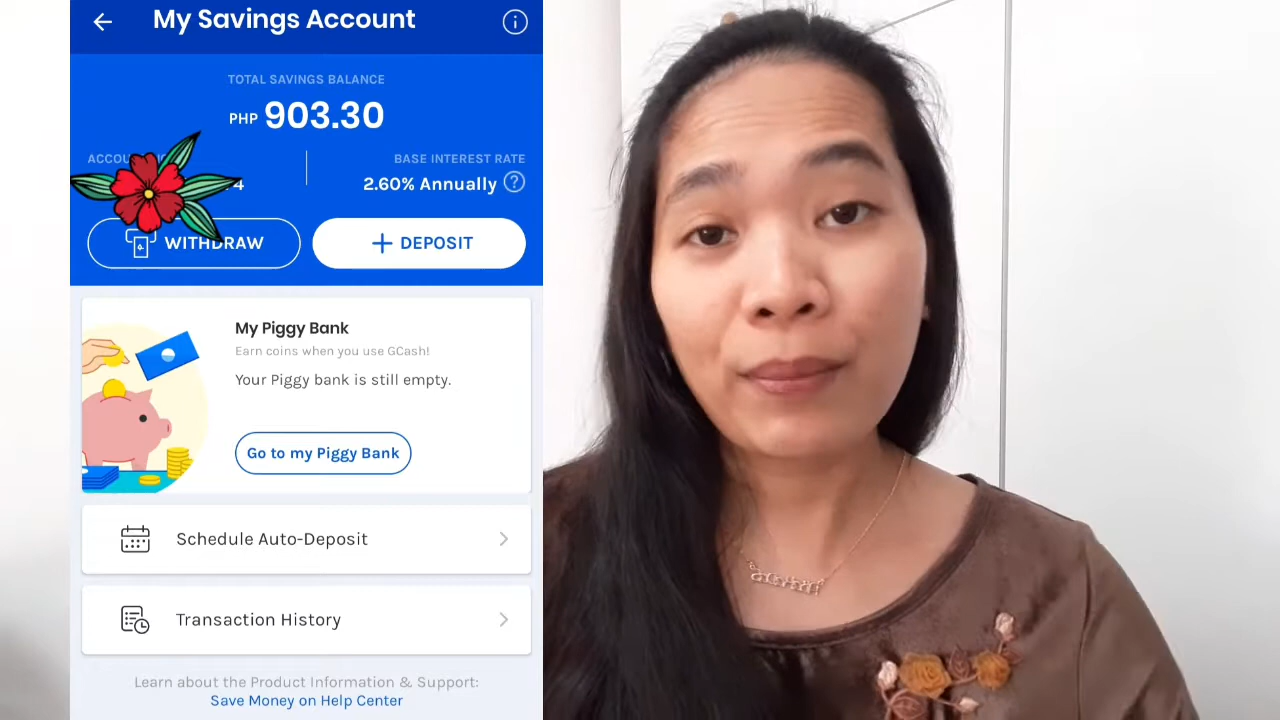 My Savings Account
TOTAL SAVINGS BALANCE
PHP 903.30
BASE INTEREST RATE
2.60% Annually
WITHDRAW
DEPOSIT
My Piggy Bank
Earn coins when you use GCash!
Your Piggy bank is still empty.
Go to my Piggy Bank
Schedule Auto-Deposit
Transaction History
Learn about the Product Information & Support:
Save Money on Help Center